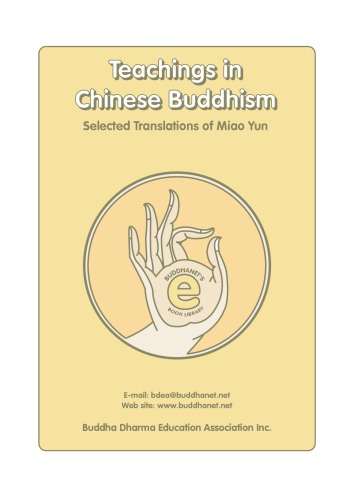 Teachings in
Chinese Buddhism
Selected Translations of Miao Yun
BUDDHANET'S
e
BOOK LIBRARY
E-mail: bdea@buddhanet.net
Web site: www.buddhanet.net
Buddha Dharma Education Association Inc.